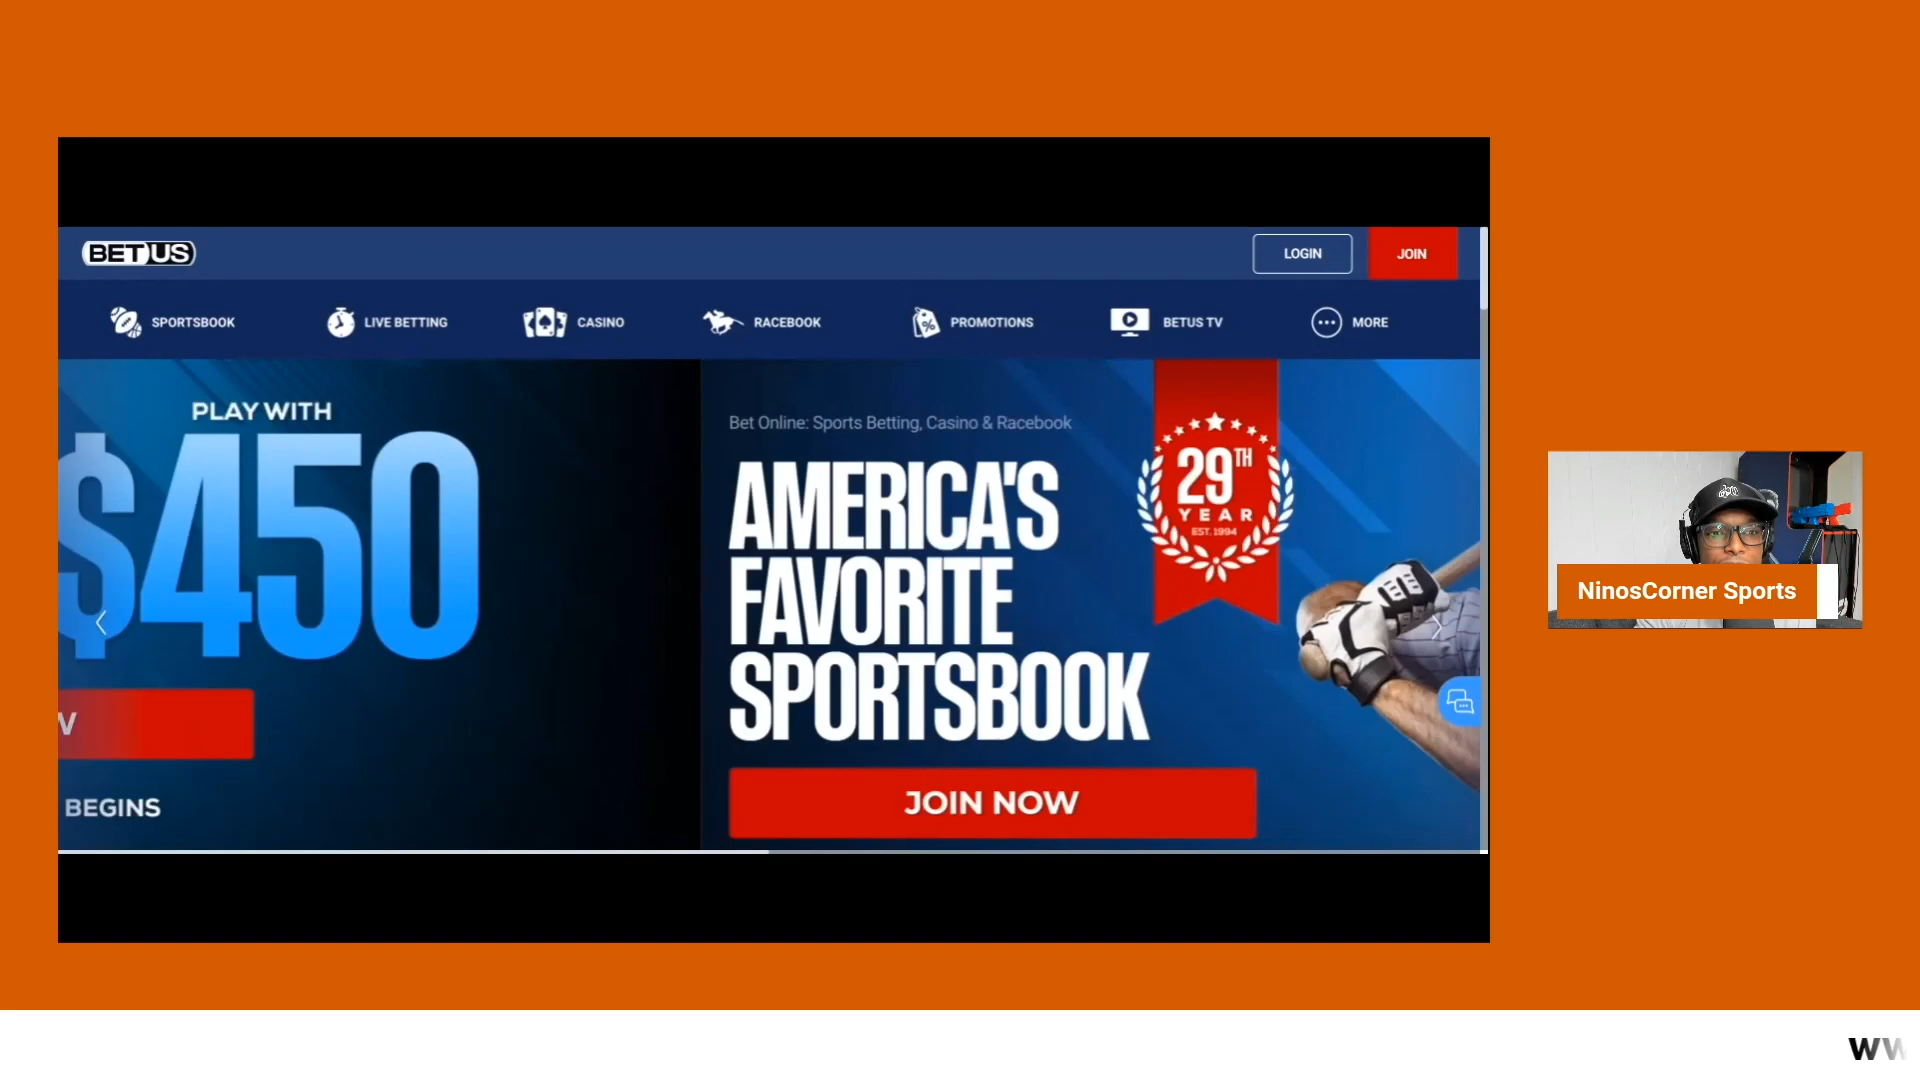 BETUS
LOGIN
JOIN
SPORTSBOOK
LIVE BETTING
CASINO
RACEBOOK
PROMOTIONS
BETUS TV
MORE
PLAY WITH
$450
BEGINS
Bet Online: Sports Betting, Casino & Racebook
AMERICA'S
FAVORITE
SPORTSBOOK
29TH
YEAR
EST. 1994
JOIN NOW
NinosCorner Sports